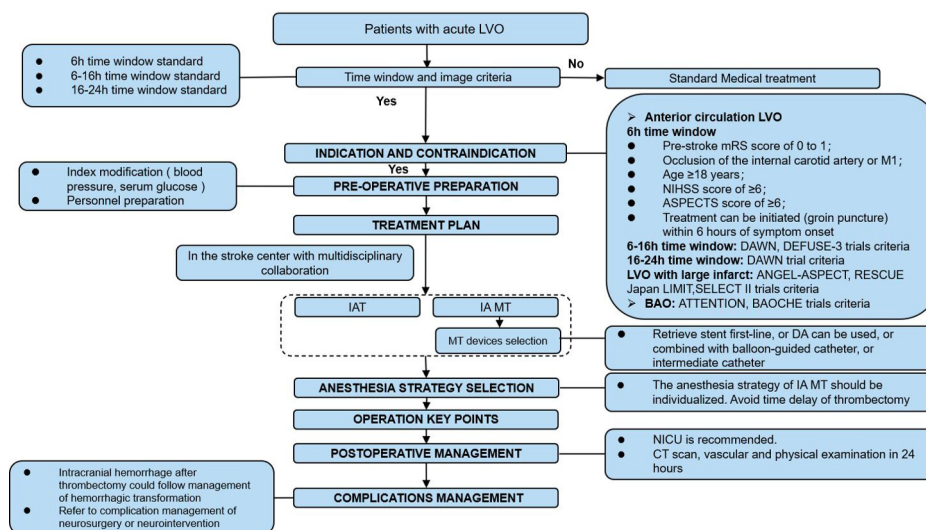 Patients with acute LVO
● 6h time window standard
● 6-16h time window standard
● 16-24h time window standard
Time window and image criteria
No
Standard Medical treatment
Yes
➢ Anterior circulation LVO
6h time window
● Pre-stroke mRS score of 0 to 1;
● Occlusion of the internal carotid artery or M1;
● Age ≥18 years;
● NIHSS score of ≥6;
● ASPECTS score of ≥6;
● Treatment can be initiated (groin puncture)
within 6 hours of symptom onset
6-16h time window: DAWN, DEFUSE-3 trials criteria
16-24h time window: DAWN trial criteria
LVO with large infarct: ANGEL-ASPECT, RESCUE
Japan LIMIT,SELECT II trials criteria
➢ BAO: ATTENTION, BAOCHE trials criteria
INDICATION AND CONTRAINDICATION
Yes
● Index modification ( blood
pressure, serum glucose )
● Personnel preparation
PRE-OPERATIVE PREPARATION
TREATMENT PLAN
In the stroke center with multidisciplinary
collaboration
IAT
IA MT
MT devices selection
● Retrieve stent first-line, or DA can be used, or
combined with balloon-guided catheter, or
intermediate catheter
ANESTHESIA STRATEGY SELECTION
● The anesthesia strategy of IA MT should be
individualized. Avoid time delay of thrombectomy
OPERATION KEY POINTS
POSTOPERATIVE MANAGEMENT
● NICU is recommended.
● CT scan, vascular and physical examination in 24
hours
● Intracranial hemorrhage after
thrombectomy could follow management
of hemorrhagic transformation
● Refer to complication management of
neurosurgery or neurointervention
COMPLICATIONS MANAGEMENT